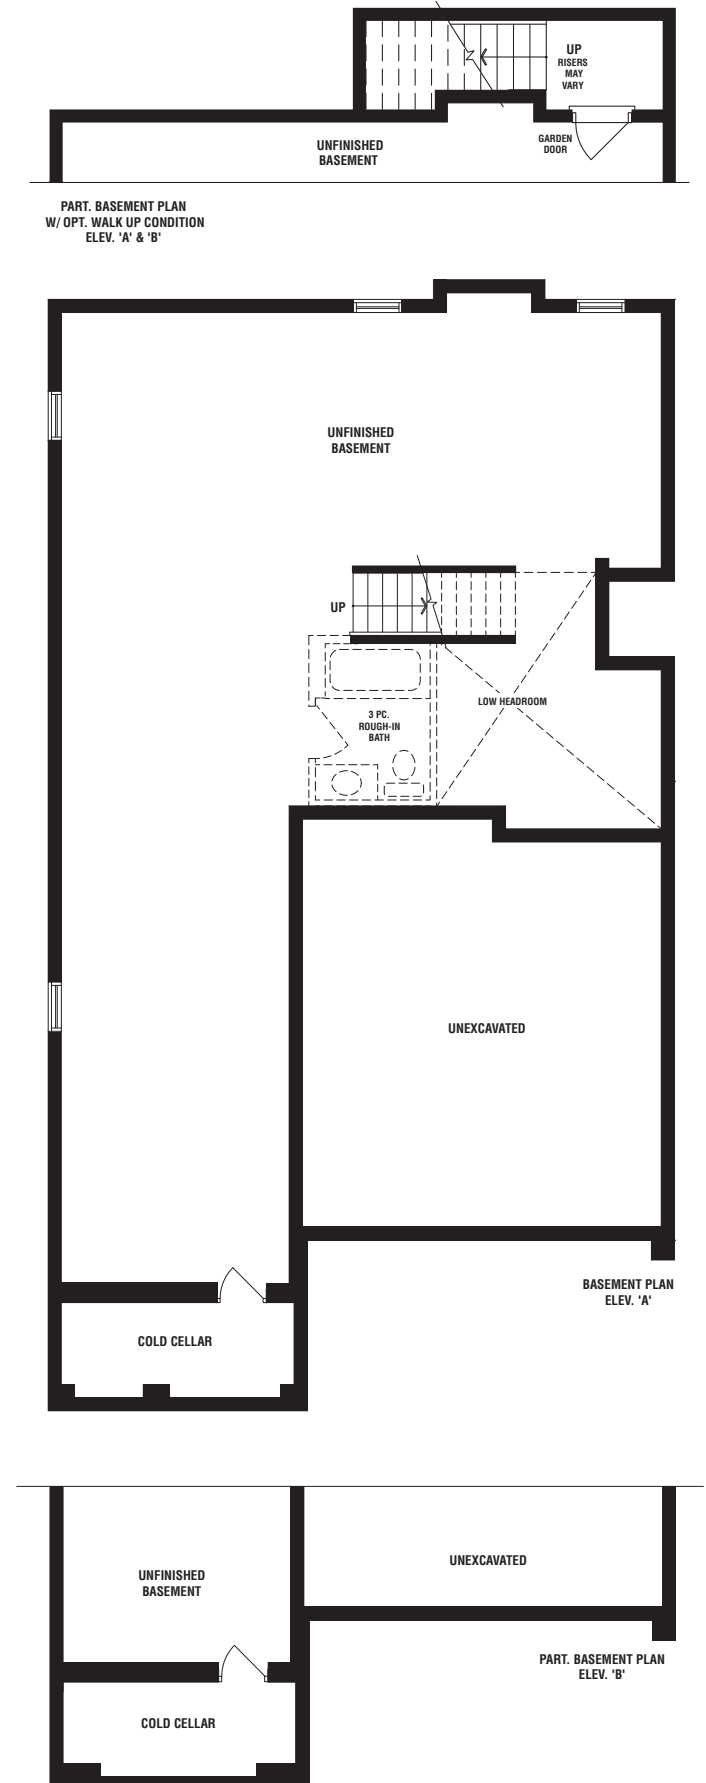 UP
RISERS
MAY
VARY
GARDEN
DOOR
UNFINISHED
BASEMENT
PART. BASEMENT PLAN
W/ OPT. WALK UP CONDITION
ELEV. 'A' & 'B'
UNFINISHED
BASEMENT
UP
LOW HEADROOM
3 PC.
ROUGH-IN
BATH
UNEXCAVATED
BASEMENT PLAN
ELEV. 'A'
COLD CELLAR
UNEXCAVATED
UNFINISHED
BASEMENT
PART. BASEMENT PLAN
ELEV. 'B'
COLD CELLAR